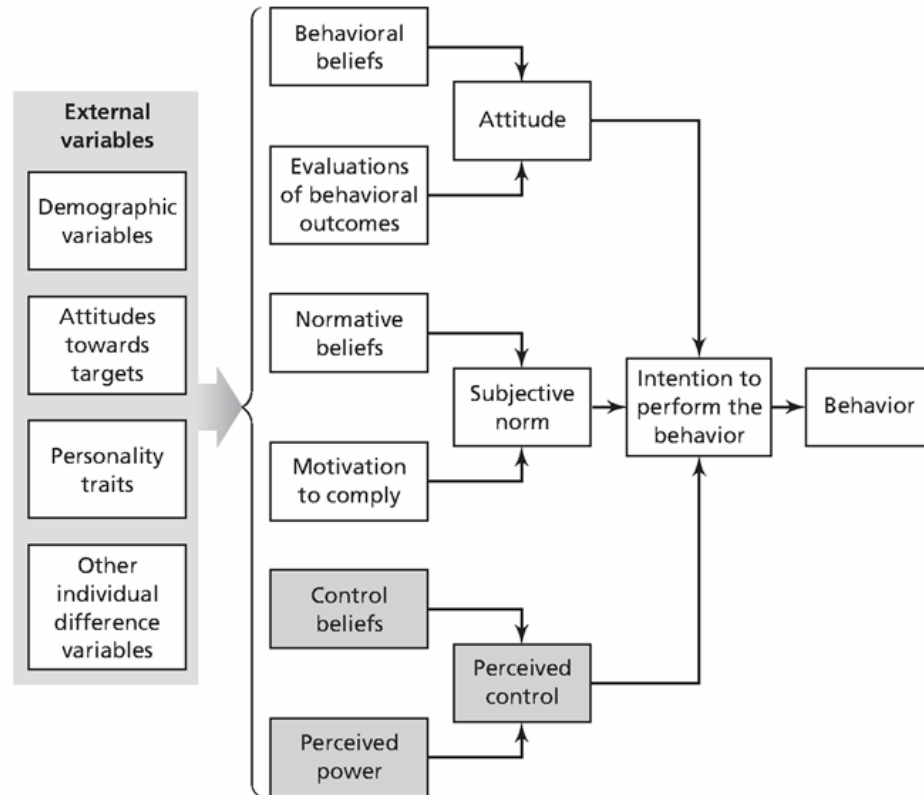 External
variables
Demographic
variables
Attitudes
towards
targets
Personality
traits
Other
individual
difference
variables
Behavioral
beliefs
Evaluations
of behavioral
outcomes
Attitude
Normative
beliefs
Motivation
to comply
Subjective
norm
Control
beliefs
Perceived
power
Perceived
control
Intention to
perform the
behavior
Behavior